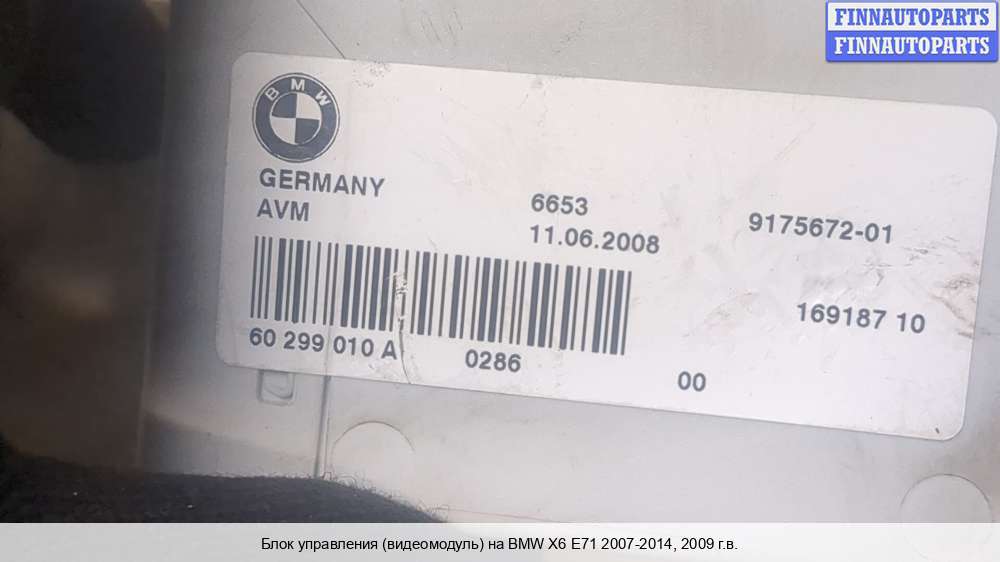 FINNAUTOPARTS
FINNAUTOPARTS
BMW
GERMANY
AVM
6653
11.06.2008
9175672-01
169187 10
60 299 010 A
0286
00
Блок управления (видеомодуль) на BMW X6 E71 2007-2014, 2009 г.в.